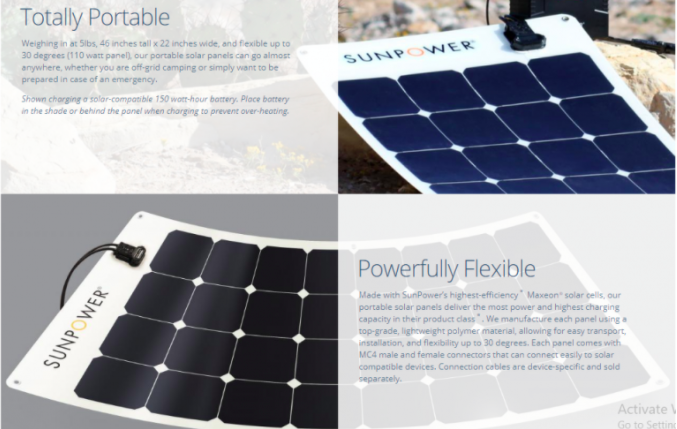 Totally Portable
Weighing in at 5lbs, 46 inches tall x 22 inches wide, and flexible up to
30 degrees (110 watt panel), our portable solar panels can go almost
anywhere, whether you are off-grid camping or simply want to be
prepared in case of an emergency.
Shown charging a solar-compatible 150 watt-hour battery. Place battery
in the shade or behind the panel when charging to prevent over-heating.
SUNPOWER®
SUNPOWER®
Powerfully Flexible
Made with SunPower's highest-efficiency* Maxeon® solar cells, our
portable solar panels deliver the most power and highest charging
capacity in their product class*. We manufacture each panel using a
top-grade, lightweight polymer material, allowing for easy transport,
installation, and flexibility up to 30 degrees. Each panel comes with
MC4 male and female connectors that can connect easily to solar
compatible devices. Connection cables are device-specific and sold
separately.
Activate
Go to Settin